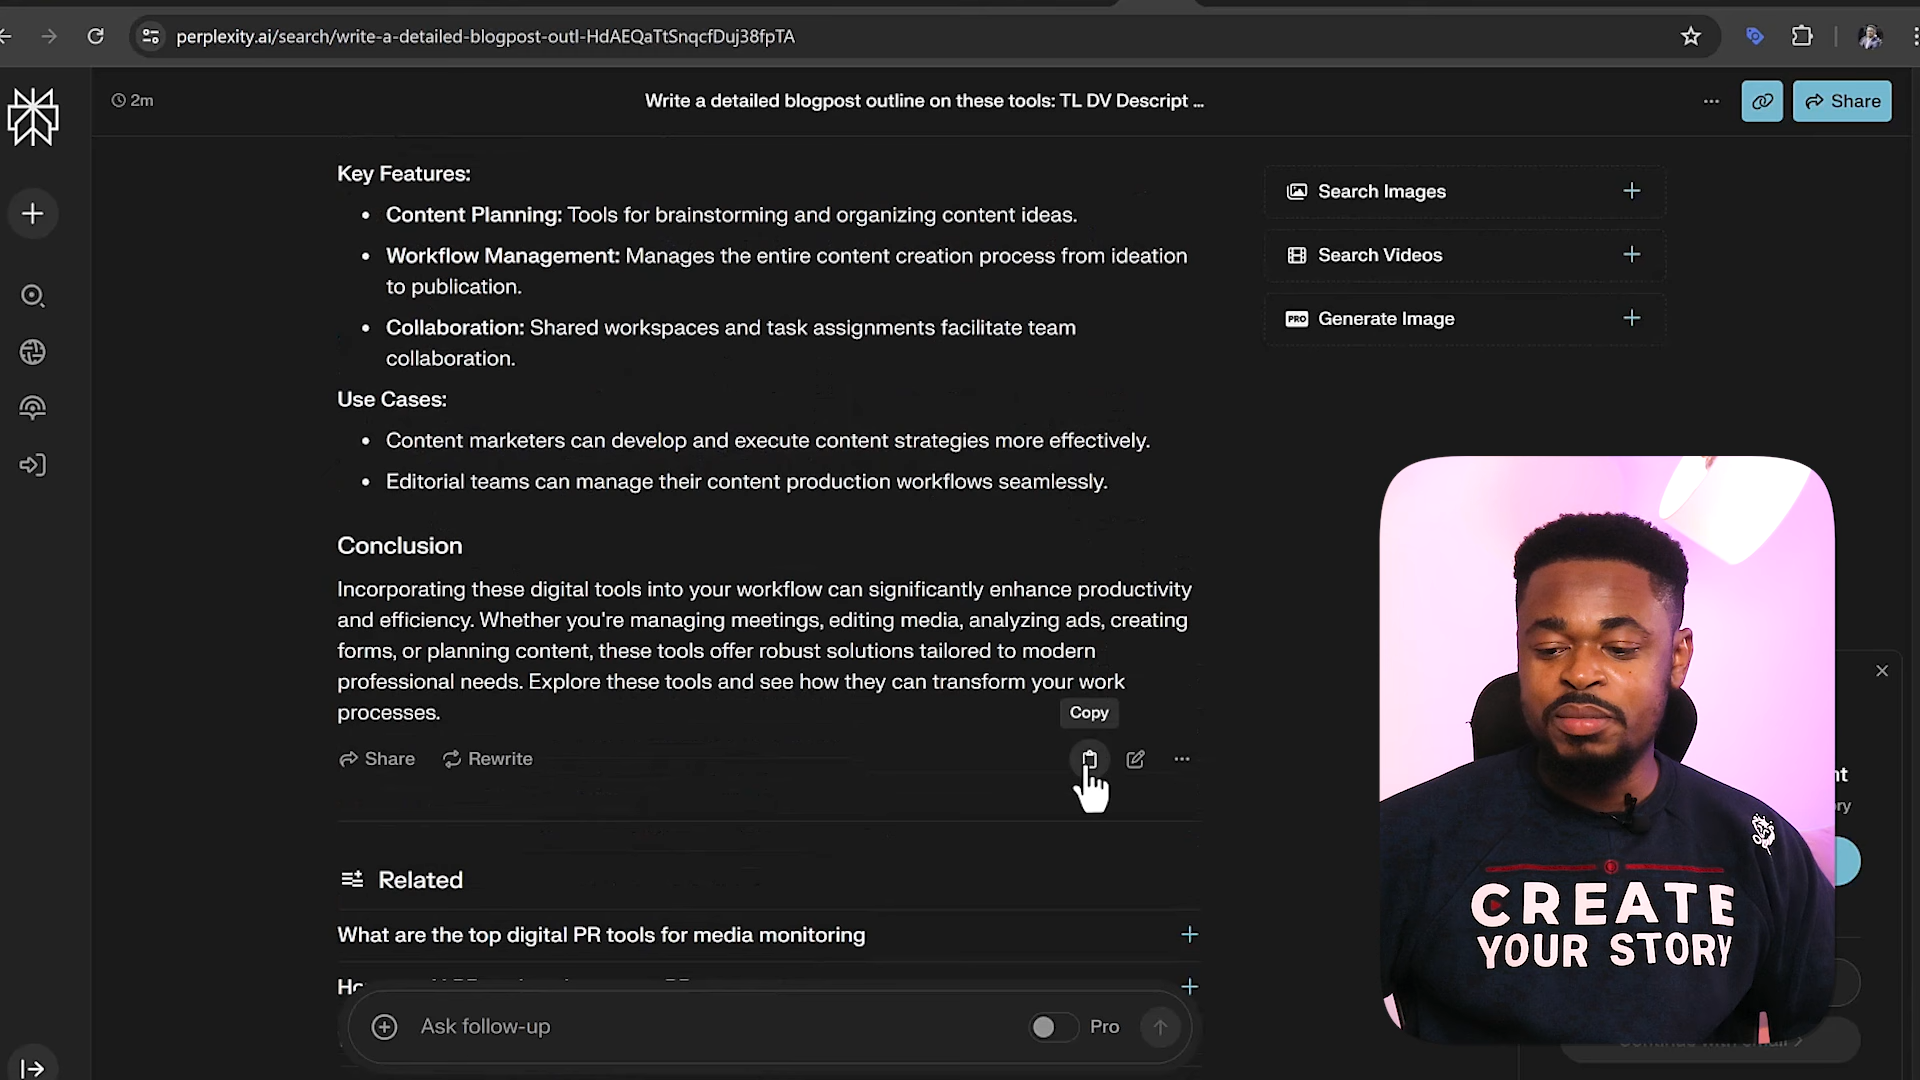 perplexity.ai/search/write-a-detailed-blogpost-outl-HdAEQaTtSnqcfDuj38fpTA
2m
Write a detailed blogpost outline on these tools: TL DV Descript ...
Share
Key Features:
Content Planning: Tools for brainstorming and organizing content ideas.
Workflow Management: Manages the entire content creation process from ideation
to publication.
Collaboration: Shared workspaces and task assignments facilitate team
collaboration.
Use Cases:
Content marketers can develop and execute content strategies more effectively.
Editorial teams can manage their content production workflows seamlessly.
Conclusion
Incorporating these digital tools into your workflow can significantly enhance productivity
and efficiency. Whether you're managing meetings, editing media, analyzing ads, creating
forms, or planning content, these tools offer robust solutions tailored to modern
professional needs. Explore these tools and see how they can transform your work
processes.
Copy
Share Rewrite
Related
What are the top digital PR tools for media monitoring
Ask follow-up
Pro
Search Images
Search Videos
PRO Generate Image
CREATE
YOUR STORY